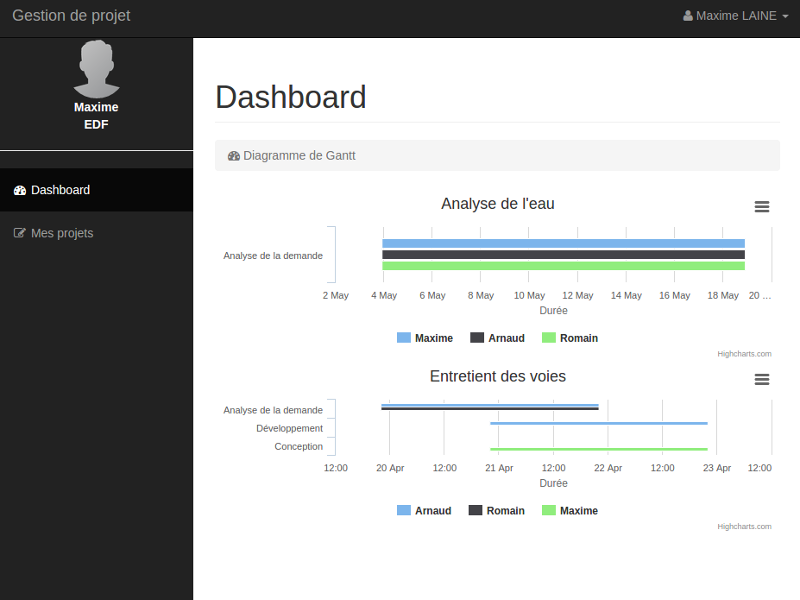 Gestion de projet
Maxime LAINE
Maxime
EDF
Dashboard
Mes projets
Dashboard
Diagramme de Gantt
Analyse de l'eau
Analyse de la demande
2 May 4 May 6 May 8 May 10 May 12 May 14 May 16 May 18 May 20 ...
Durée
Maxime Arnaud Romain
Highcharts.com
Entretient des voies
Analyse de la demande
Développement
Conception
12:00 20 Apr 12:00 21 Apr 12:00 22 Apr 12:00 23 Apr 12:00
Durée
Arnaud Romain Maxime
Highcharts.com